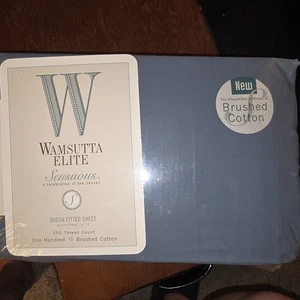 W
WAMSUTTA
ELITE
Sensuous
a celebration of the senses
S
QUEEN FITTED SHEET
250 Thread Count
One Hundred % Brushed Cotton
New
Brushed
Cotton